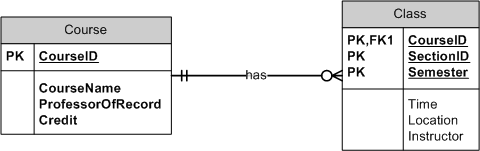 Course
PK CourseID
CourseName
ProfessorOfRecord
Credit
has
Class
PK,FK1 CourseID
PK SectionID
PK Semester
Time
Location
Instructor